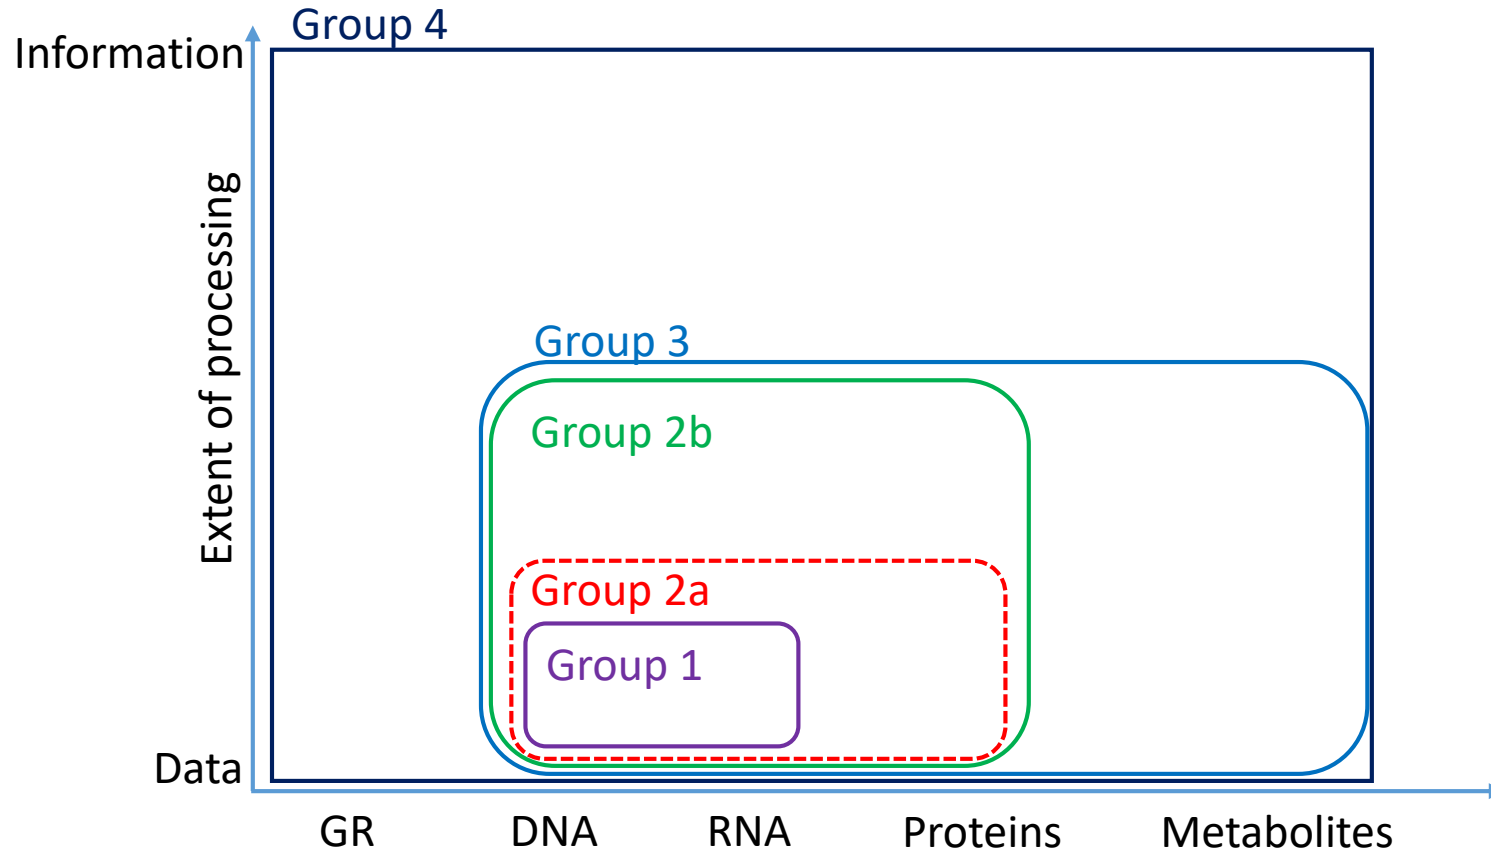 Group 4
Information
Extent of processing
Group 3
Group 2b
Group 2a
Group 1
Data
GR DNA RNA Proteins Metabolites